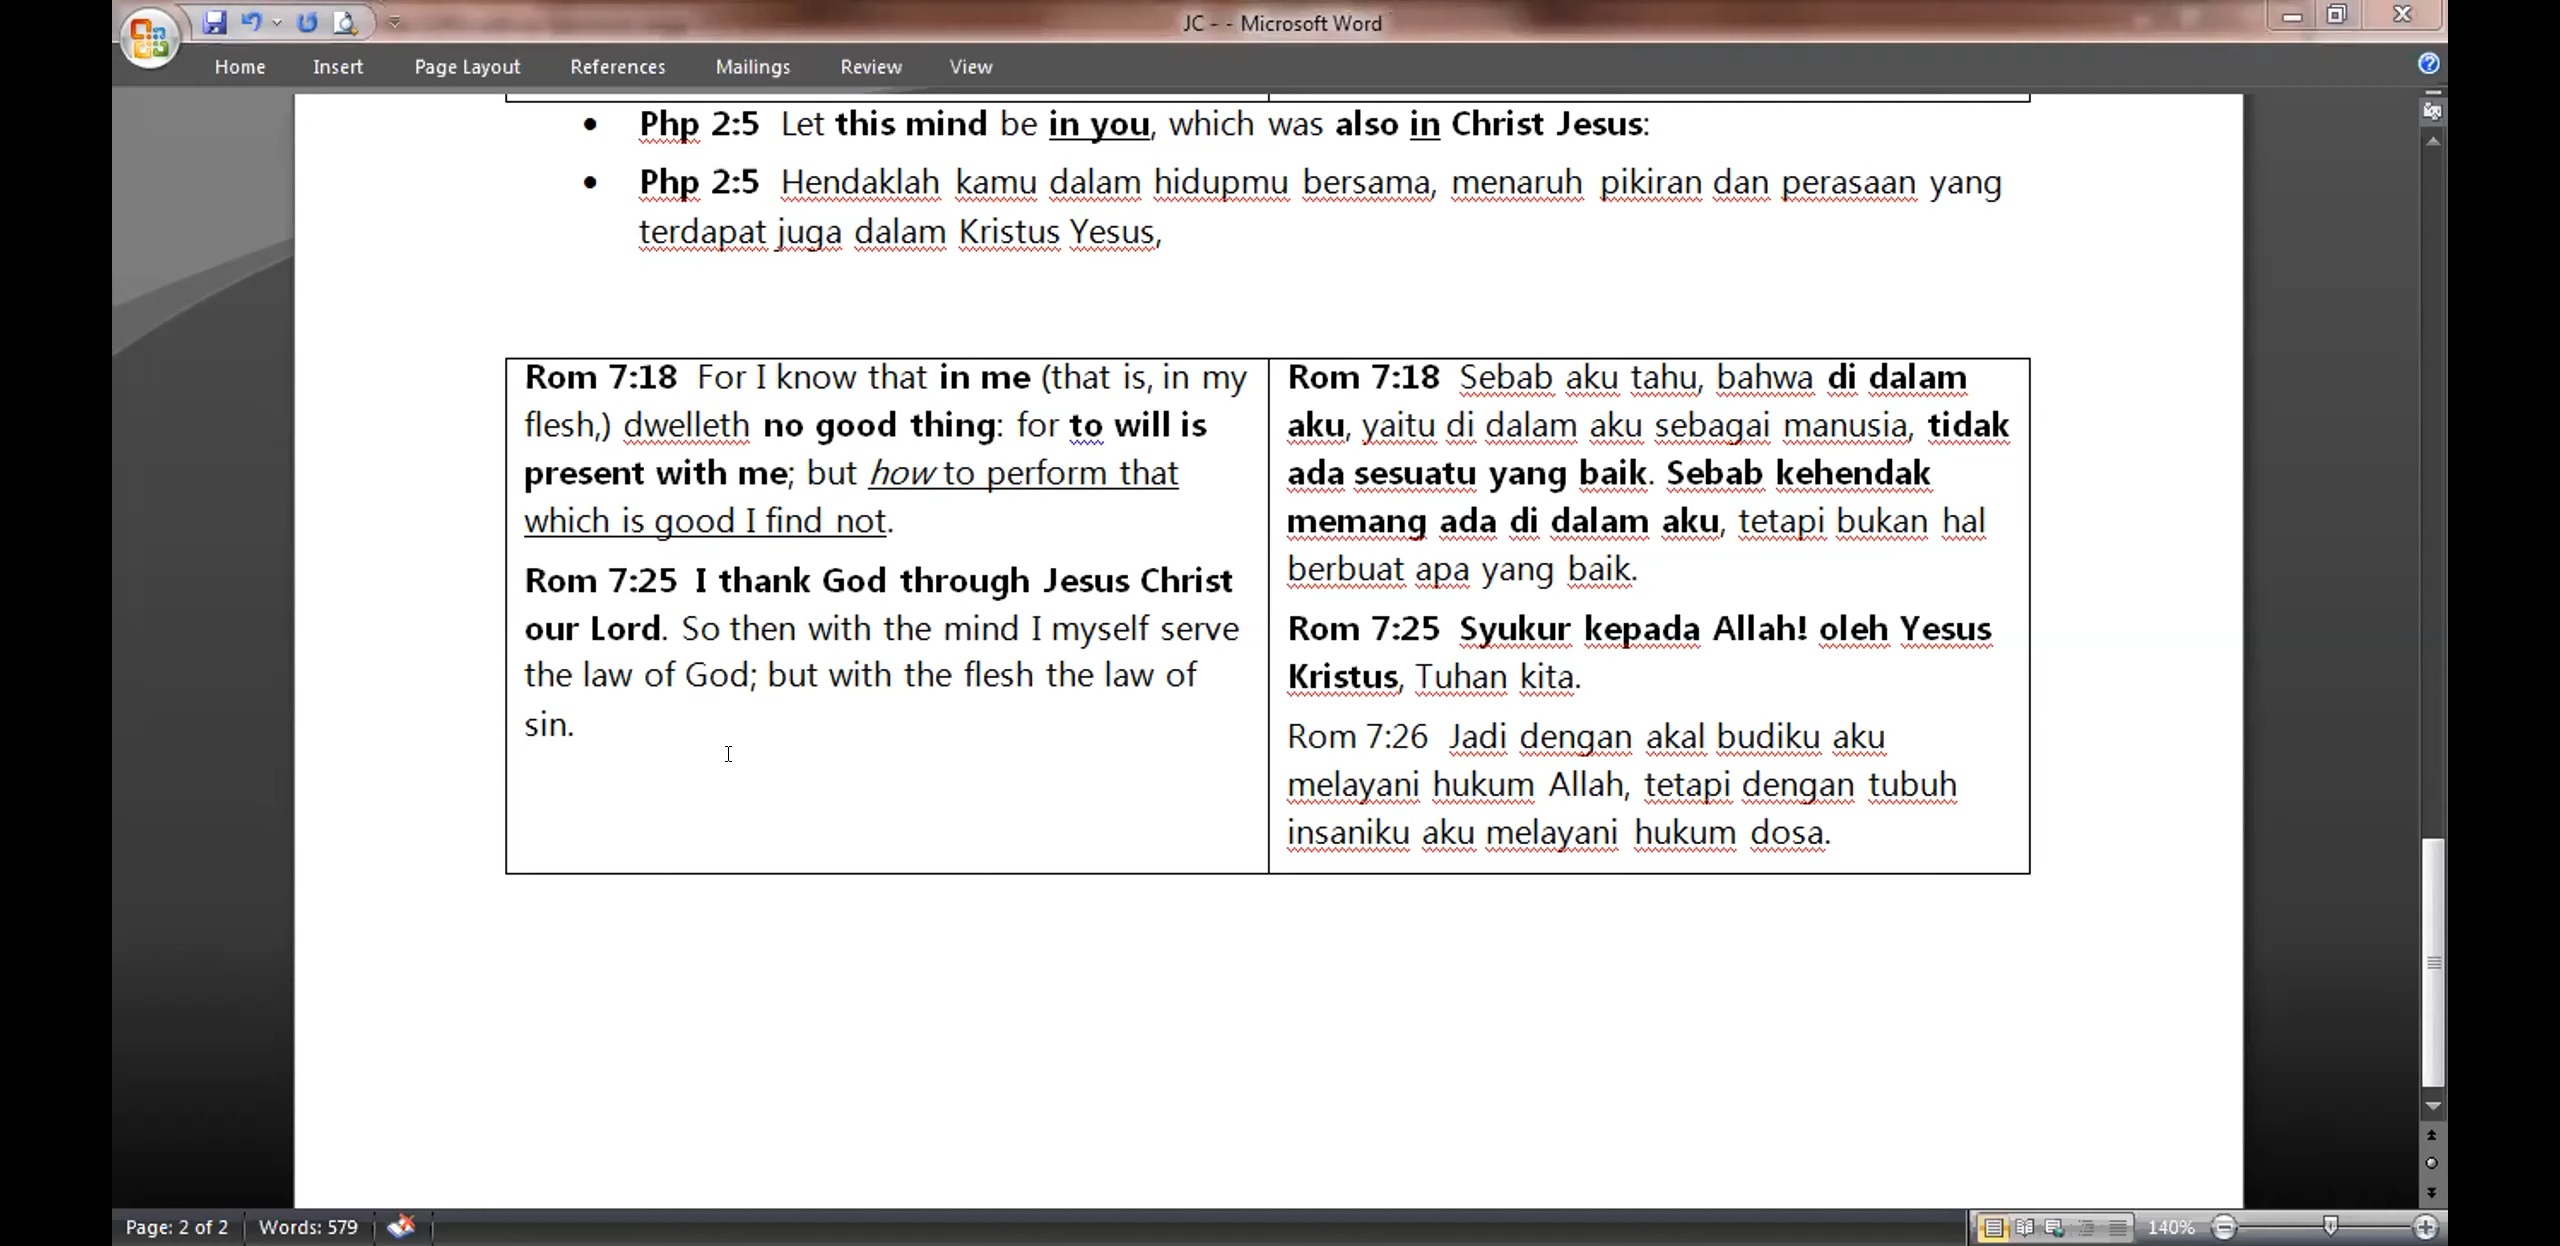 JC - - Microsoft Word
Home Insert Page Layout References Mailings Review View
• Php 2:5 Let this mind be in you, which was also in Christ Jesus:
• Php 2:5 Hendaklah kamu dalam hidupmu bersama, menaruh pikiran dan perasaan yang
terdapat juga dalam Kristus Yesus,
Rom 7:18 For I know that in me (that is, in my
flesh,) dwelleth no good thing: for to will is
present with me; but how to perform that
which is good I find not.
Rom 7:25 I thank God through Jesus Christ
our Lord. So then with the mind I myself serve
the law of God; but with the flesh the law of
sin.
Rom 7:18 Sebab aku tahu, bahwa di dalam
aku, yaitu di dalam aku sebagai manusia, tidak
ada sesuatu yang baik. Sebab kehendak
memang ada di dalam aku, tetapi bukan hal
berbuat apa yang baik.
Rom 7:25 Syukur kepada Allah! oleh Yesus
Kristus, Tuhan kita.
Rom 7:26 Jadi dengan akal budiku aku
melayani hukum Allah, tetapi dengan tubuh
insaniku aku melayani hukum dosa.
Page: 2 of 2 Words: 579 140%